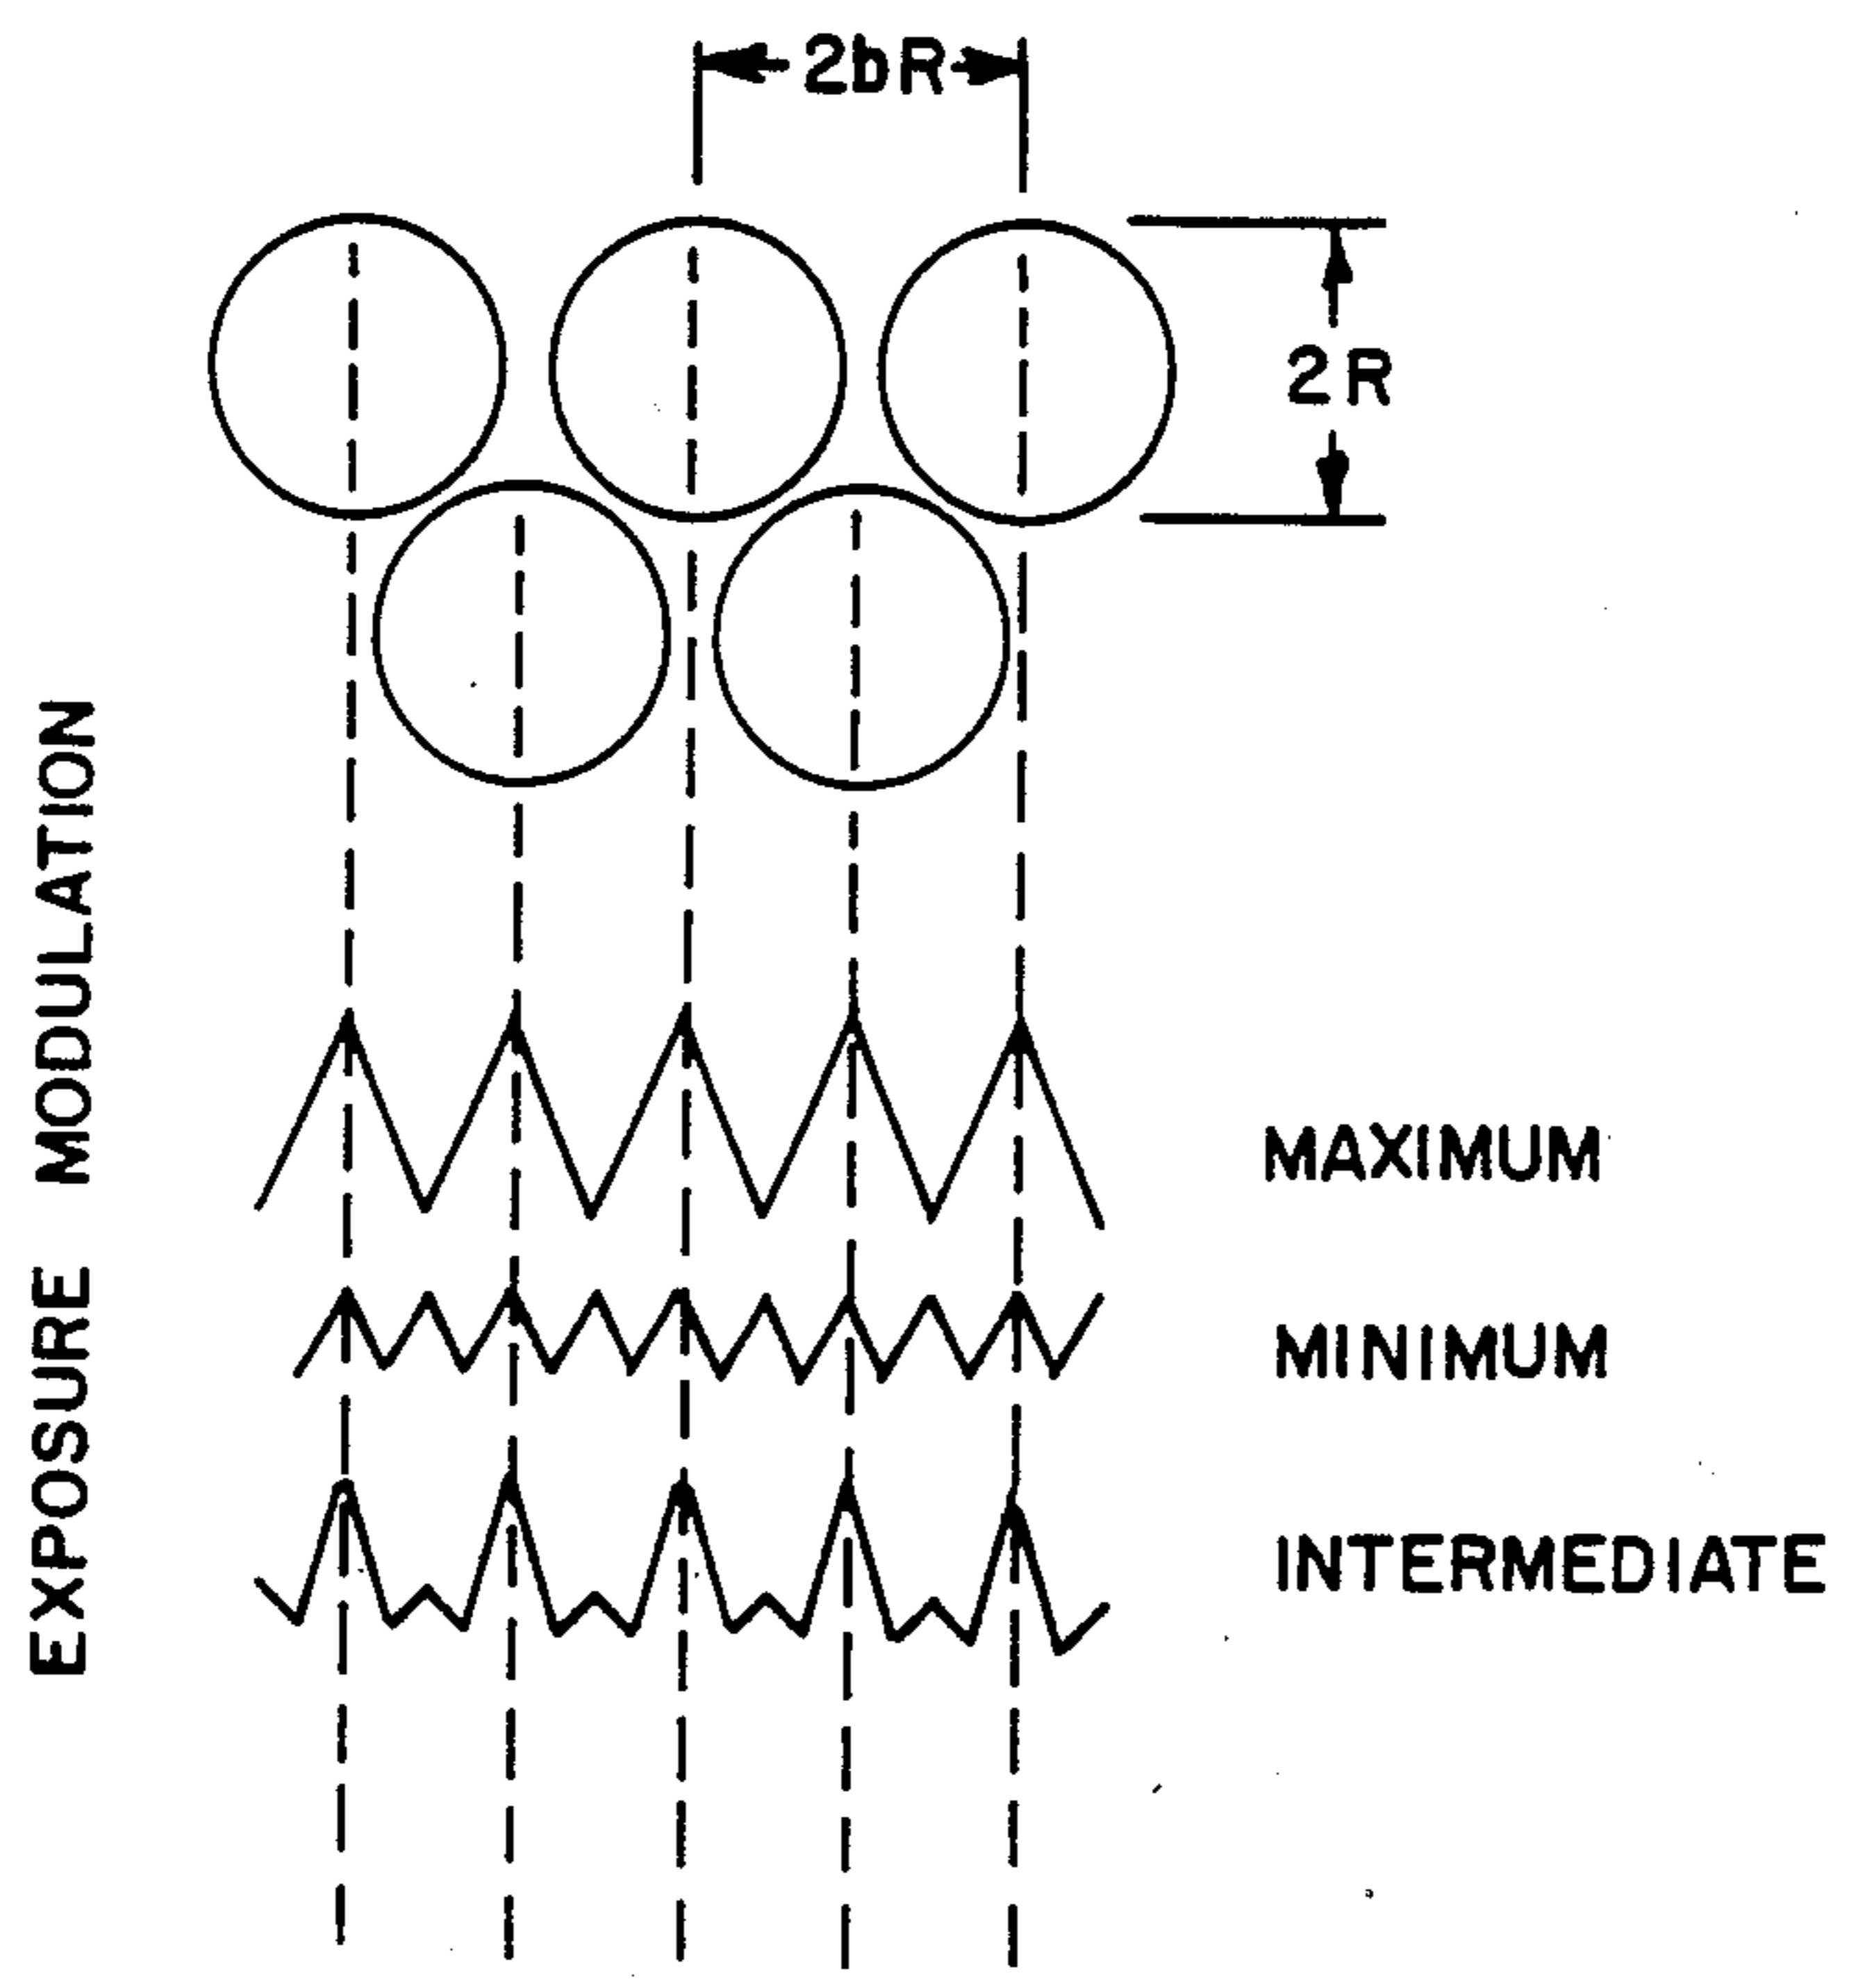 2bR
2R
EXPOSURE MODULATION
MAXIMUM
MINIMUM
INTERMEDIATE